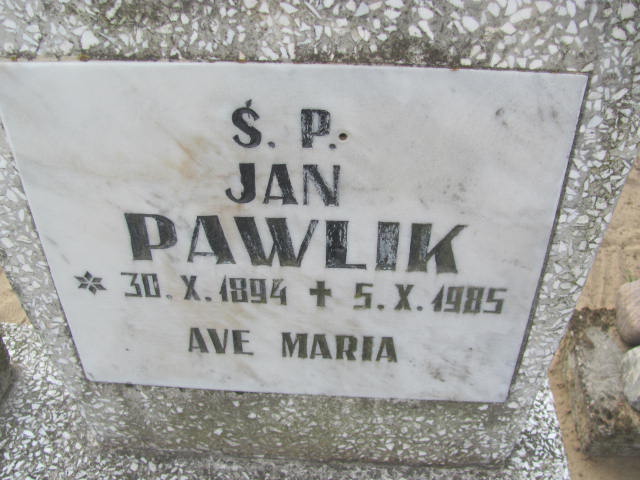 Ś. P.
JAN
PAWLIK
* 30. X. 1894 ✝ 5. X. 1985
AVE MARIA